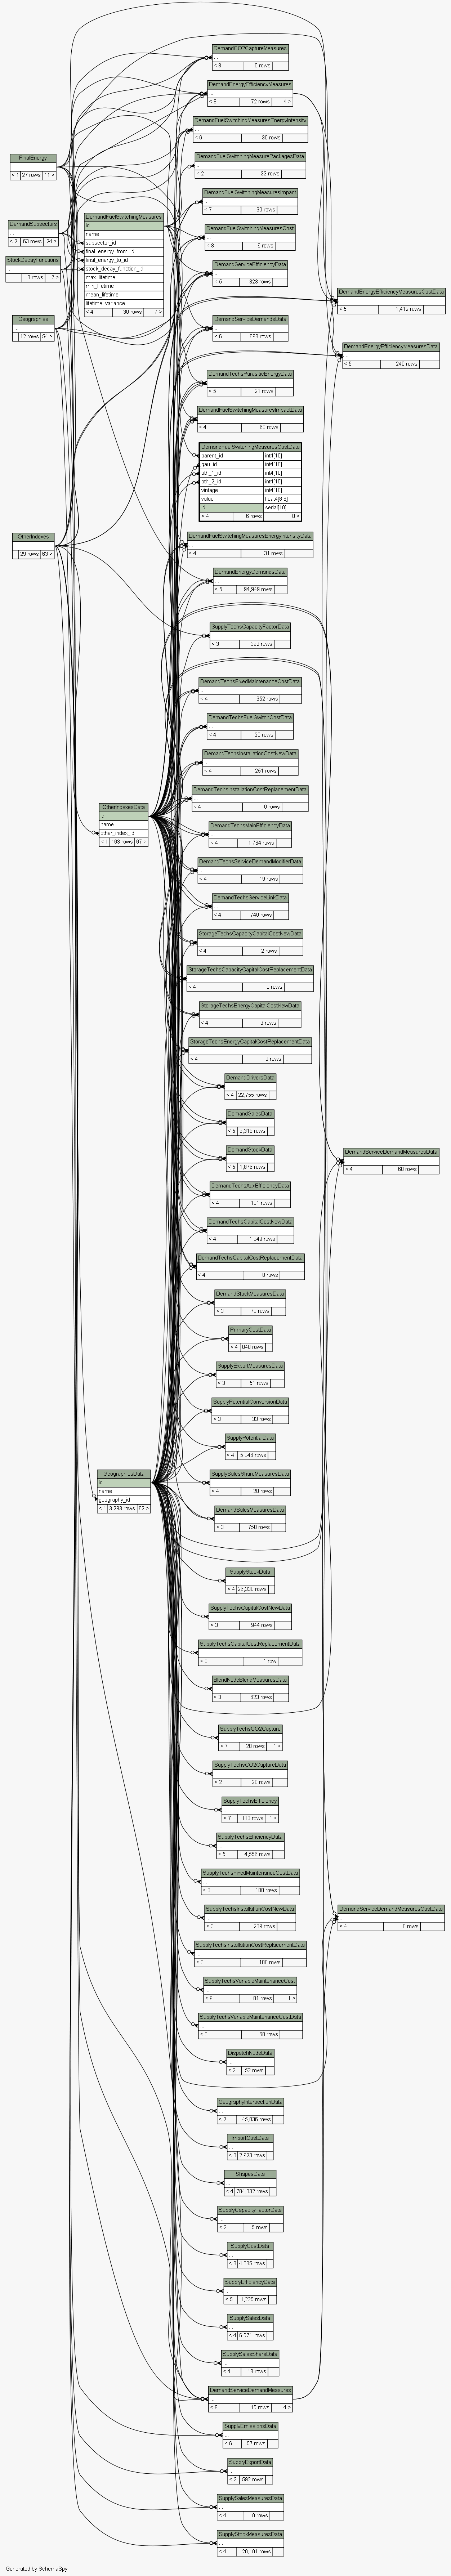 DemandCO2CaptureMeasures
...
< 8 0 rows
DemandEnergyEfficiencyMeasures
...
< 8 72 rows 4 >
DemandFuelSwitchingMeasuresEnergyIntensity
...
< 8 30 rows
DemandFuelSwitchingMeasurePackagesData
...
< 2 33 rows
FinalEnergy
...
< 1 27 rows 11 >
DemandFuelSwitchingMeasuresImpact
...
< 7 30 rows
DemandSubsectors
...
< 2 63 rows 24 >
DemandFuelSwitchingMeasures
id
name
subsector_id
final_energy_from_id
final_energy_to_id
stock_decay_function_id
max_lifetime
min_lifetime
mean_lifetime
lifetime_variance
< 4 30 rows 7 >
DemandFuelSwitchingMeasuresCost
...
< 8 6 rows
StockDecayFunctions
...
3 rows 7 >
DemandServiceEfficiencyData
...
< 5 323 rows
DemandEnergyEfficiencyMeasuresCostData
...
< 5 1,412 rows
Geographies
...
12 rows 54 >
DemandServiceDemandsData
...
< 6 693 rows
DemandEnergyEfficiencyMeasuresData
...
< 5 240 rows
DemandTechsParasiticEnergyData
...
< 5 21 rows
DemandFuelSwitchingMeasuresImpactData
...
< 4 63 rows
DemandFuelSwitchingMeasuresCostData
parent_id int4[10]
gau_id int4[10]
oth_1_id int4[10]
oth_2_id int4[10]
vintage int4[10]
value float4[8,8]
id serial[10]
< 4 6 rows 0 >
OtherIndexes
...
29 rows 63 >
DemandFuelSwitchingMeasuresEnergyIntensityData
...
< 4 31 rows
DemandEnergyDemandsData
...
< 5 94,949 rows
SupplyTechsCapacityFactorData
...
< 3 382 rows
DemandTechsFixedMaintenanceCostData
...
< 4 352 rows
DemandTechsFuelSwitchCostData
...
< 4 20 rows
DemandTechsInstallationCostNewData
...
< 4 251 rows
DemandTechsInstallationCostReplacementData
...
< 4 0 rows
OtherIndexesData
id
name
other_index_id
< 1 163 rows 67 >
DemandTechsMainEfficiencyData
...
< 4 1,784 rows
DemandTechsServiceDemandModifierData
...
< 4 19 rows
DemandTechsServiceLinkData
...
< 4 740 rows
StorageTechsCapacityCapitalCostNewData
...
< 4 2 rows
StorageTechsCapacityCapitalCostReplacementData
...
< 4 0 rows
StorageTechsEnergyCapitalCostNewData
...
< 4 9 rows
StorageTechsEnergyCapitalCostReplacementData
...
< 4 0 rows
DemandDriversData
...
< 4 22,755 rows
DemandSalesData
...
< 5 3,319 rows
DemandStockData
...
< 5 1,676 rows
DemandServiceDemandMeasuresData
...
< 4 60 rows
DemandTechsAuxEfficiencyData
...
< 4 101 rows
DemandTechsCapitalCostNewData
...
< 4 1,349 rows
DemandTechsCapitalCostReplacementData
...
< 4 0 rows
DemandStockMeasuresData
...
< 3 70 rows
PrimaryCostData
...
< 4 848 rows
SupplyExportMeasuresData
...
< 3 51 rows
SupplyPotentialConversionData
...
< 3 33 rows
SupplyPotentialData
...
< 4 5,846 rows
GeographiesData
id
name
geography_id
< 1 3,293 rows 62 >
SupplySalesShareMeasuresData
...
< 4 28 rows
DemandSalesMeasuresData
...
< 3 750 rows
SupplyStockData
...
< 4 26,338 rows
SupplyTechsCapitalCostNewData
...
< 3 944 rows
SupplyTechsCapitalCostReplacementData
...
< 3 1 row
BlendNodeBlendMeasuresData
...
< 3 623 rows
SupplyTechsCO2Capture
...
< 7 28 rows 1 >
SupplyTechsCO2CaptureData
...
< 2 28 rows
SupplyTechsEfficiency
...
< 7 113 rows 1 >
SupplyTechsEfficiencyData
...
< 5 4,556 rows
SupplyTechsFixedMaintenanceCostData
...
< 3 180 rows
SupplyTechsInstallationCostNewData
...
< 3 209 rows
DemandServiceDemandMeasuresCostData
...
< 4 0 rows
SupplyTechsInstallationCostReplacementData
...
< 3 180 rows
SupplyTechsVariableMaintenanceCost
...
< 8 81 rows 1 >
SupplyTechsVariableMaintenanceCostData
...
< 3 68 rows
DispatchNodeData
...
< 2 52 rows
GeographyIntersectionData
...
< 2 45,036 rows
ImportCostData
...
< 3 2,823 rows
ShapesData
...
< 4 794,032 rows
SupplyCapacityFactorData
...
< 2 5 rows
SupplyCostData
...
< 3 4,035 rows
SupplyEfficiencyData
...
< 5 1,225 rows
SupplySalesData
...
< 4 6,571 rows
SupplySalesShareData
...
< 4 13 rows
DemandServiceDemandMeasures
...
< 8 15 rows 4 >
SupplyEmissionsData
...
< 6 57 rows
SupplyExportData
...
< 3 592 rows
SupplySalesMeasuresData
...
< 4 0 rows
SupplyStockMeasuresData
...
< 4 20,101 rows
Generated by SchemaSpy